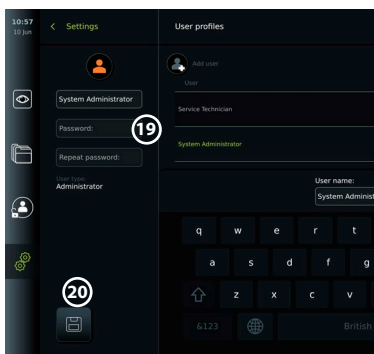 10:57
10 Jun
Settings
User profiles
Add user
User
System Administrator
Service Technician
Password:
19
System Administrator
Repeat password:
User type:
Administrator
User name:
System Administ
q w e r t
a s d f g
20
z x c v
&123
British